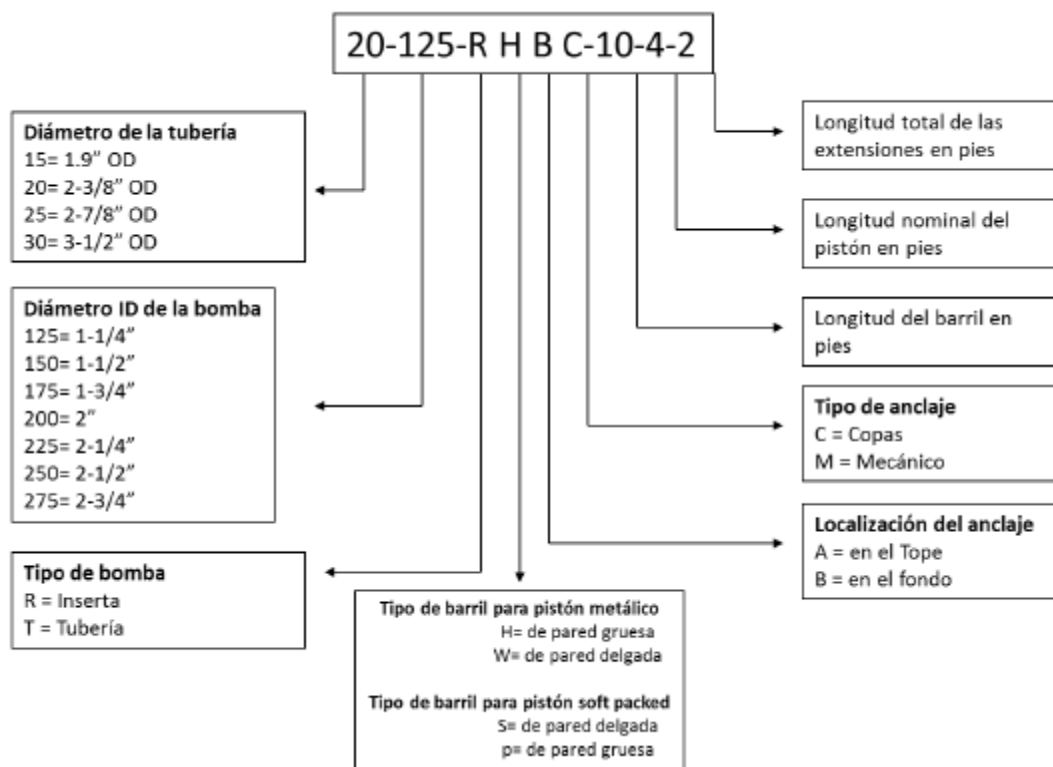 20-125-R H B C-10-4-2
Diámetro de la tubería
15= 1.9” OD
20= 2-3/8” OD
25= 2-7/8” OD
30= 3-1/2” OD
Diámetro ID de la bomba
125= 1-1/4”
150= 1-1/2”
175= 1-3/4”
200= 2”
225= 2-1/4”
250= 2-1/2”
275= 2-3/4”
Tipo de bomba
R = Inserta
T = Tubería
Tipo de barril para pistón metálico
H= de pared gruesa
W= de pared delgada
Tipo de barril para pistón soft packed
S= de pared delgada
p= de pared gruesa
Longitud total de las
extensiones en pies
Longitud nominal del
pistón en pies
Longitud del barril en
pies
Tipo de anclaje
C = Copas
M = Mecánico
Localización del anclaje
A = en el Tope
B = en el fondo